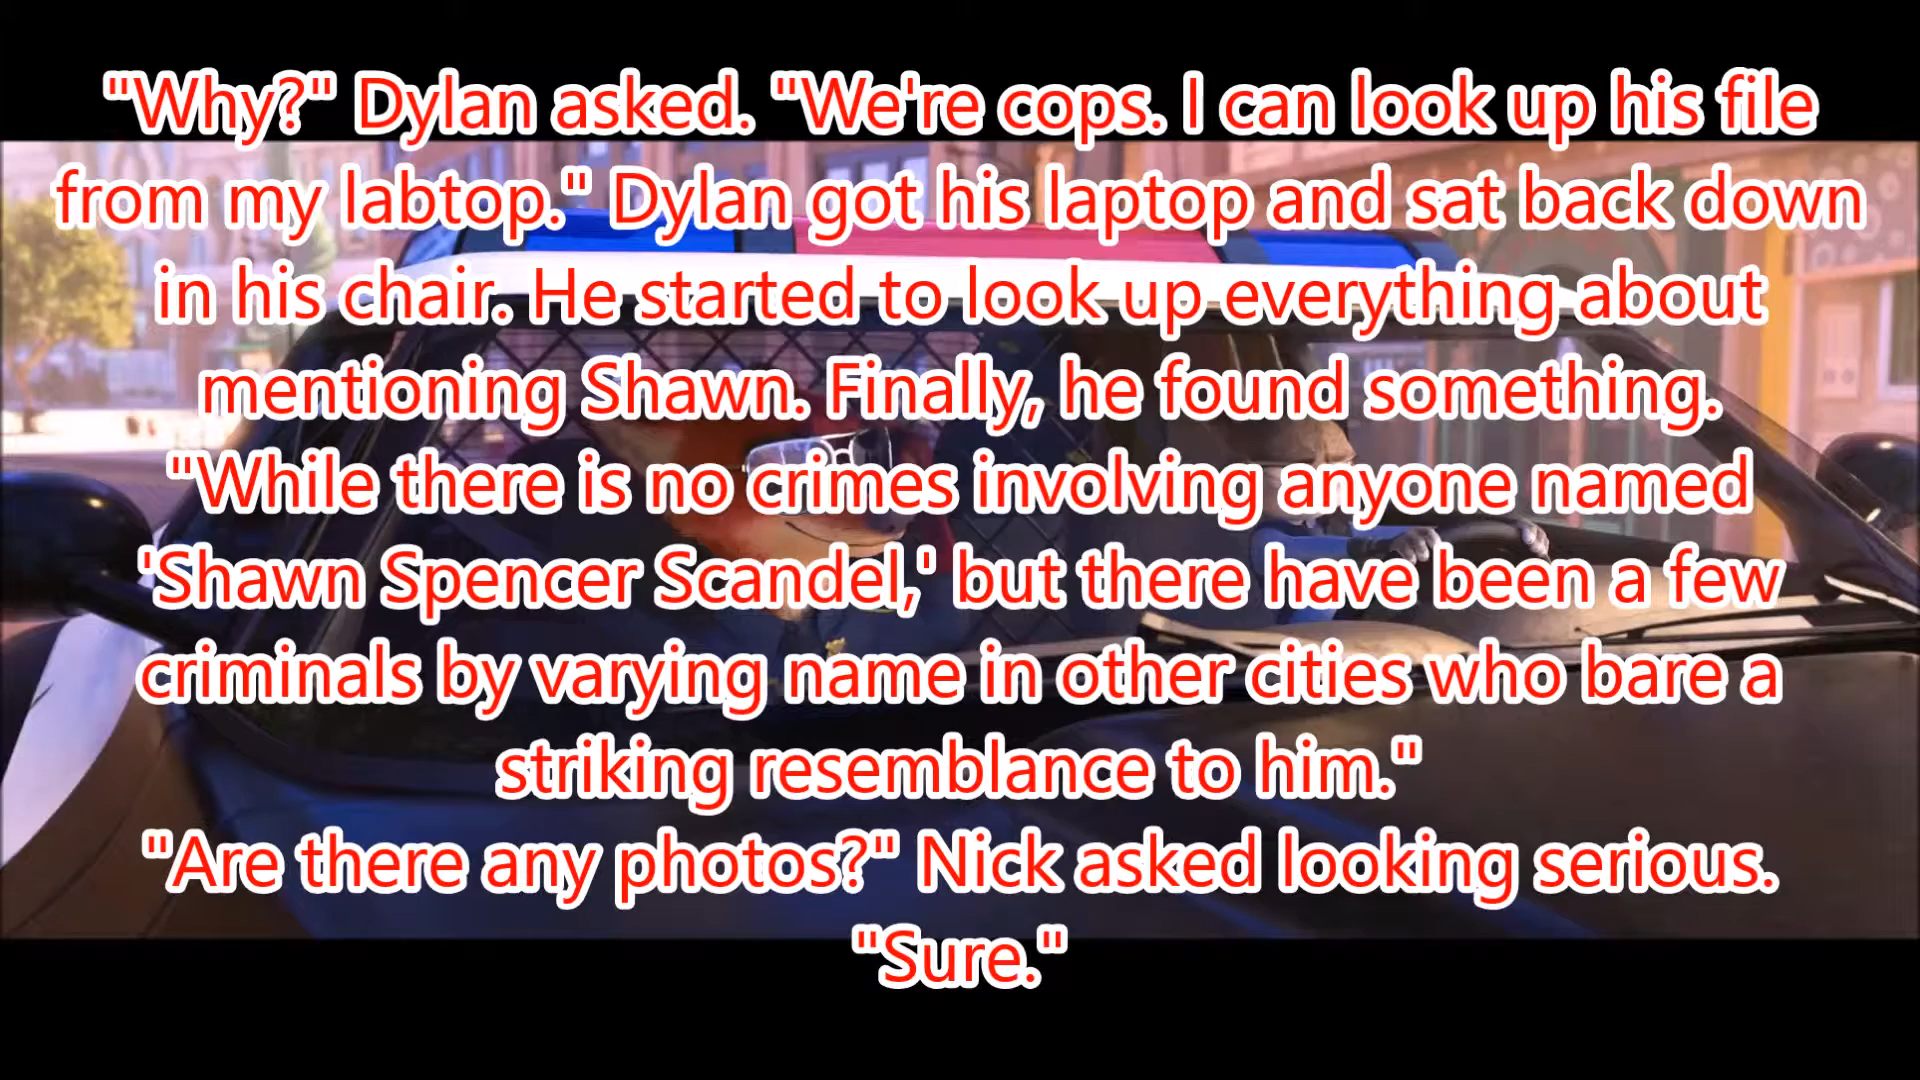 "Why?" Dylan asked. "We're cops. I can look up his file
from my labtop." Dylan got his laptop and sat back down
in his chair. He started to look up everything about
mentioning Shawn. Finally, he found something.
"While there is no crimes involving anyone named
'Shawn Spencer Scandel,' but there have been a few
criminals by varying name in other cities who bare a
striking resemblance to him."
"Are there any photos?" Nick asked looking serious.
"Sure."